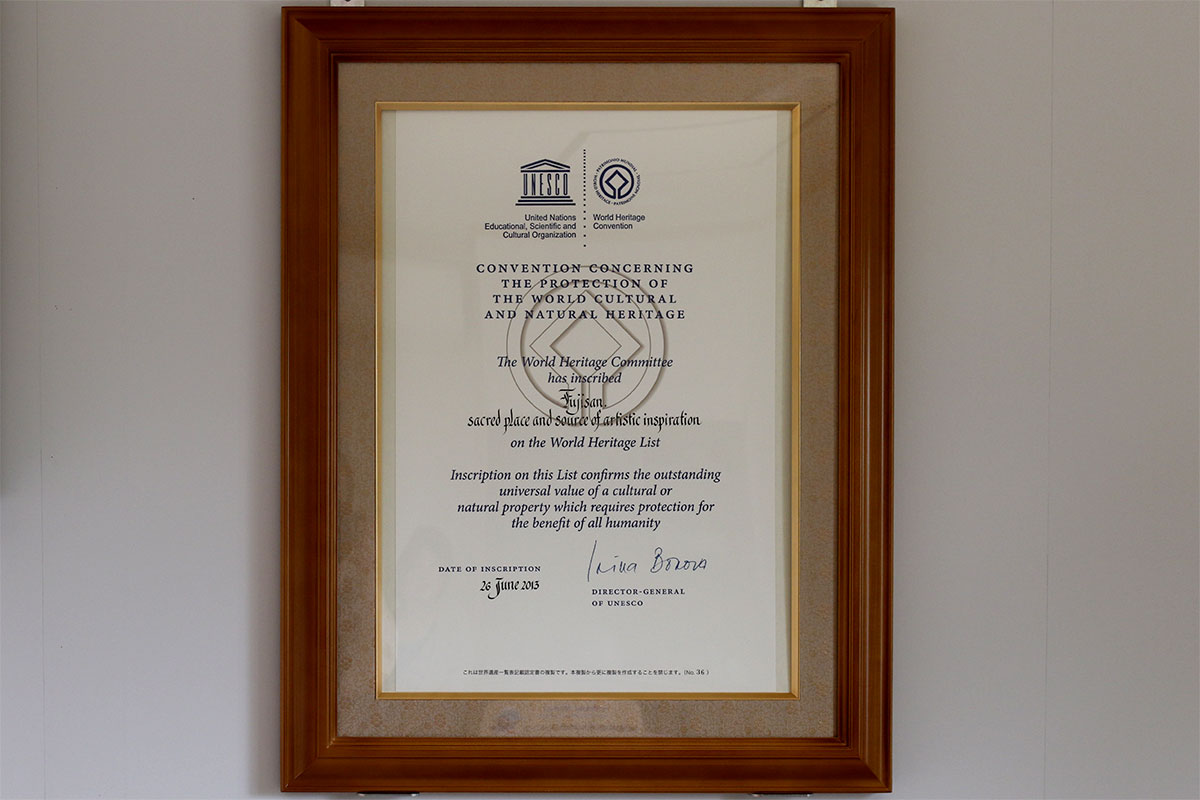 UNESCO
PATRIMONIO MUNDIAL • WORLD HERITAGE • PATRIMOINE MONDIAL
United Nations
Educational, Scientific and
Cultural Organization
World Heritage
Convention
CONVENTION CONCERNING
THE PROTECTION OF
THE WORLD CULTURAL
AND NATURAL HERITAGE
The World Heritage Committee
has inscribed
Fujisan,
sacred place and source of artistic inspiration
on the World Heritage List
Inscription on this List confirms the outstanding
universal value of a cultural or
natural property which requires protection for
the benefit of all humanity
DATE OF INSCRIPTION
26 June 2013
Irina Bokova
DIRECTOR-GENERAL
OF UNESCO
これは世界遺産一覧表記載認定書の複製です。本複製から更に複製を作成することを禁じます。(No. 36 )